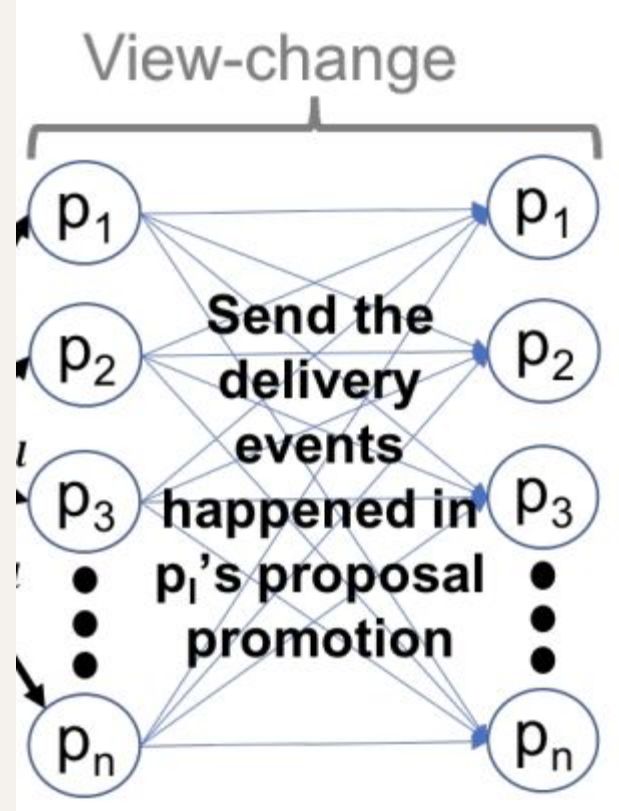 View-change
p₁ p₁
Send the
p₂ delivery p₂
events
p₃ happened in p₃
pₗ's proposal
promotion
pₙ pₙ